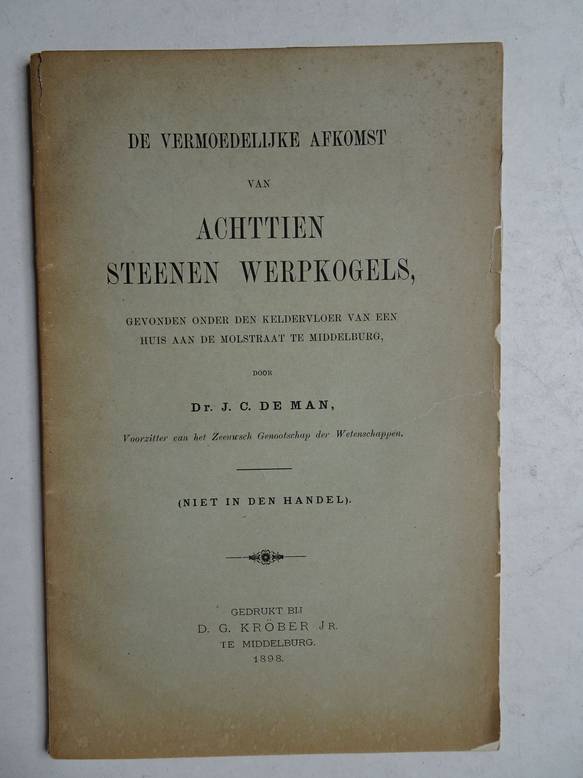 DE VERMOEDELIJKE AFKOMST
VAN
ACHTTIEN
STEENEN WERPKOGELS,
GEVONDEN ONDER DEN KELDERVLOER VAN EEN
HUIS AAN DE MOLSTRAAT TE MIDDELBURG,
DOOR
Dr. J. C. DE MAN,
Voorzitter van het Zeeuwsch Genootschap der Wetenschappen.
(NIET IN DEN HANDEL).
GEDRUKT BIJ
D. G. KRÖBER JR.
TE MIDDELBURG.
1898.